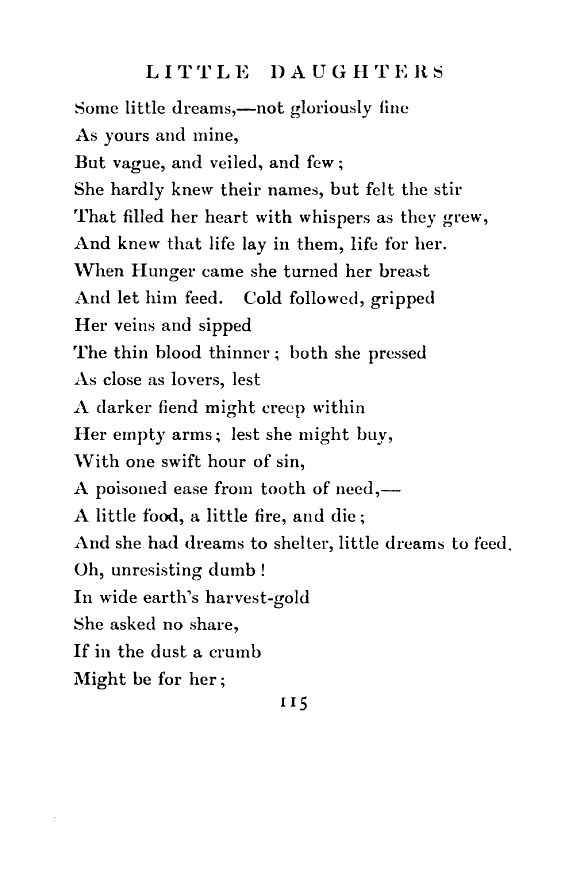 LITTLE DAUGHTERS
Some little dreams,—not gloriously fine
As yours and mine,
But vague, and veiled, and few ;
She hardly knew their names, but felt the stir
That filled her heart with whispers as they grew,
And knew that life lay in them, life for her.
When Hunger came she turned her breast
And let him feed. Cold followed, gripped
Her veins and sipped
The thin blood thinner ; both she pressed
As close as lovers, lest
A darker fiend might creep within
Her empty arms ; lest she might buy,
With one swift hour of sin,
A poisoned ease from tooth of need,—
A little food, a little fire, and die ;
And she had dreams to shelter, little dreams to feed.
Oh, unresisting dumb !
In wide earth's harvest-gold
She asked no share,
If in the dust a crumb
Might be for her ;
115